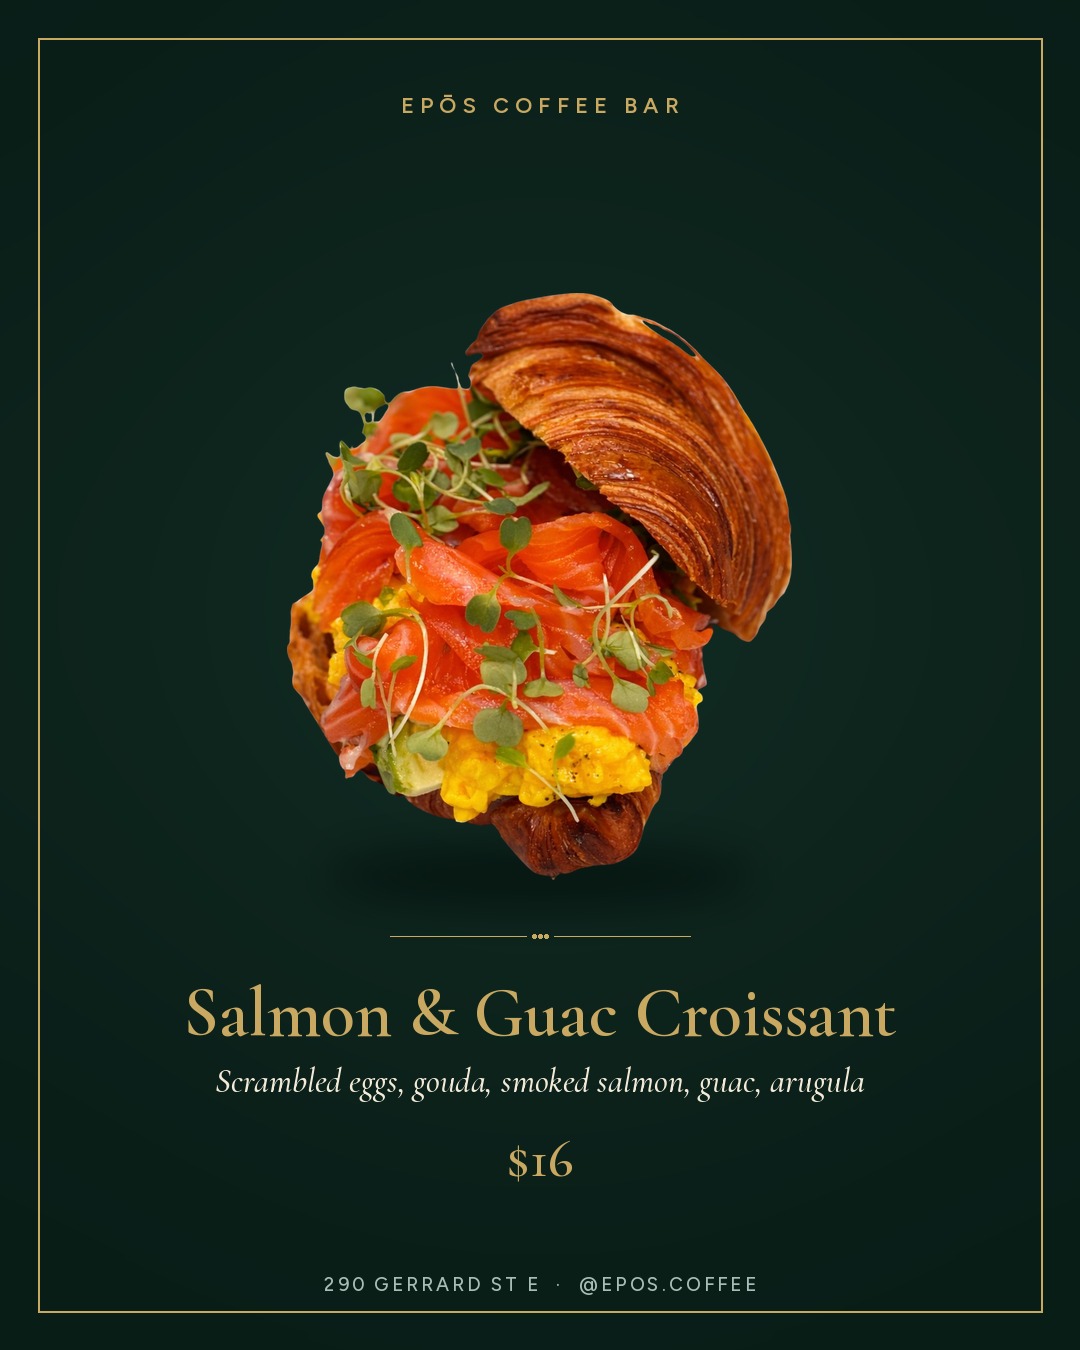 EPŌS COFFEE BAR
Salmon & Guac Croissant
Scrambled eggs, gouda, smoked salmon, guac, arugula
$16
290 GERRARD ST E · @EPOS.COFFEE